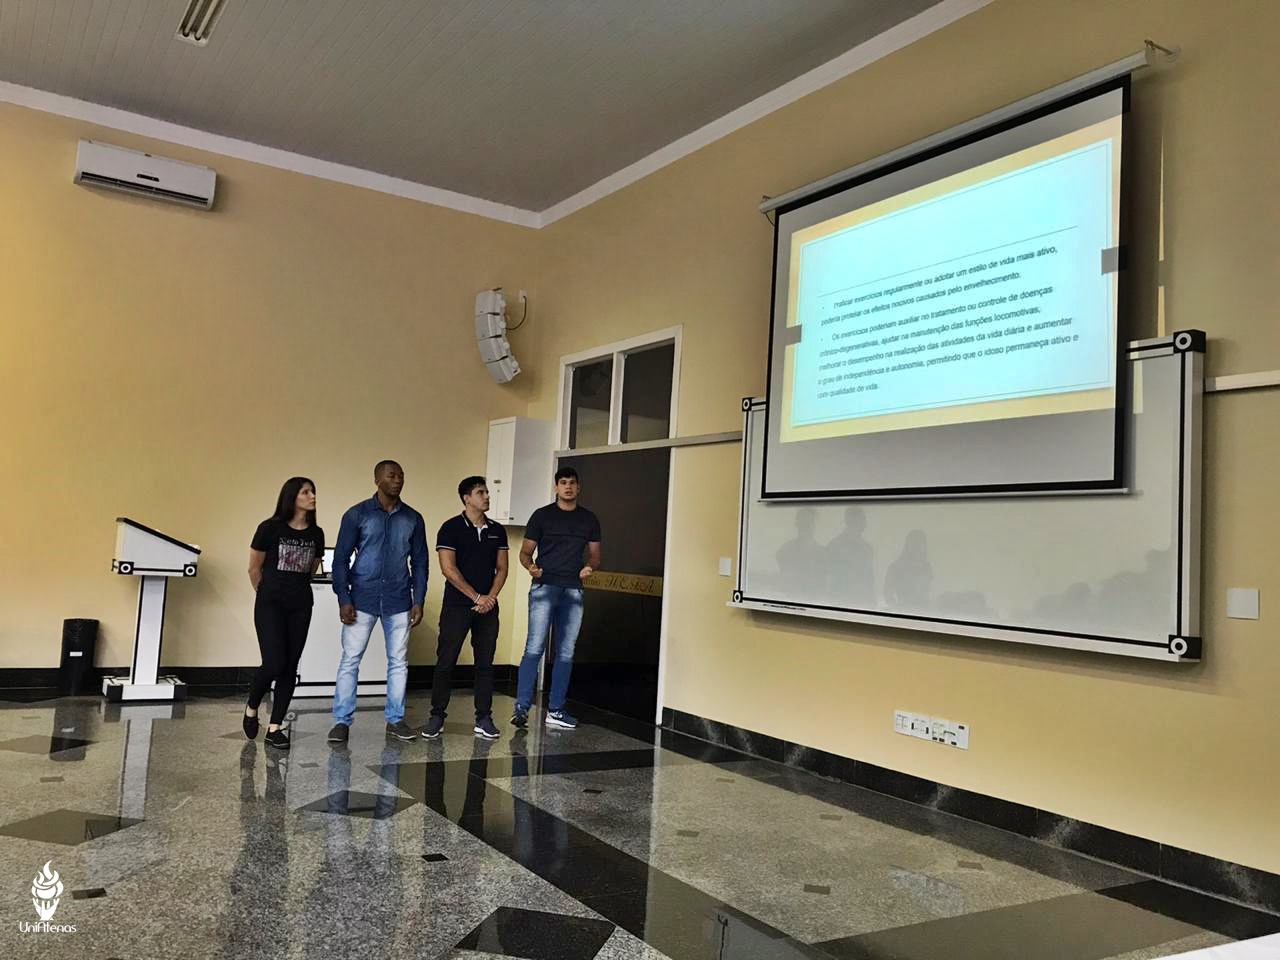 Praticar exercícios regularmente ou adotar um estilo de vida mais ativo,
poderia protelar os efeitos nocivos causados pelo envelhecimento.
Os exercícios poderiam auxiliar no tratamento ou controle de doenças
crônico-degenerativas, ajudar na manutenção das funções locomotivas,
melhorar o desempenho na realização das atividades da vida diária e aumentar
o grau de independência e autonomia, permitindo que o idoso permaneça ativo e
com qualidade de vida.
UniAtenas